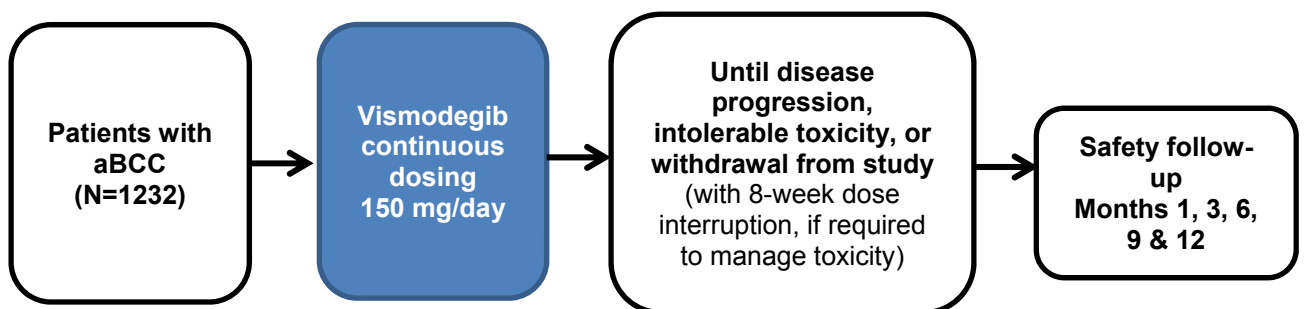 Patients with
aBCC
(N=1232)
Vismodegib
continuous
dosing
150 mg/day
Until disease
progression,
intolerable toxicity, or
withdrawal from study
(with 8-week dose
interruption, if required
to manage toxicity)
Safety follow-
up
Months 1, 3, 6,
9 & 12